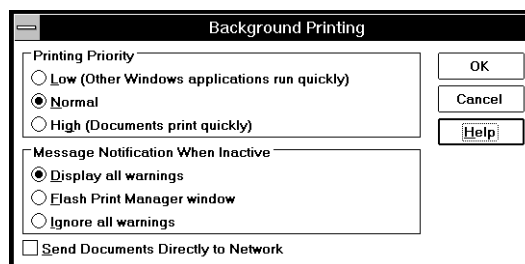 Background Printing
Printing Priority
Low (Other Windows applications run quickly)
Normal
High (Documents print quickly)
Message Notification When Inactive
Display all warnings
Flash Print Manager window
Ignore all warnings
Send Documents Directly to Network
OK
Cancel
Help